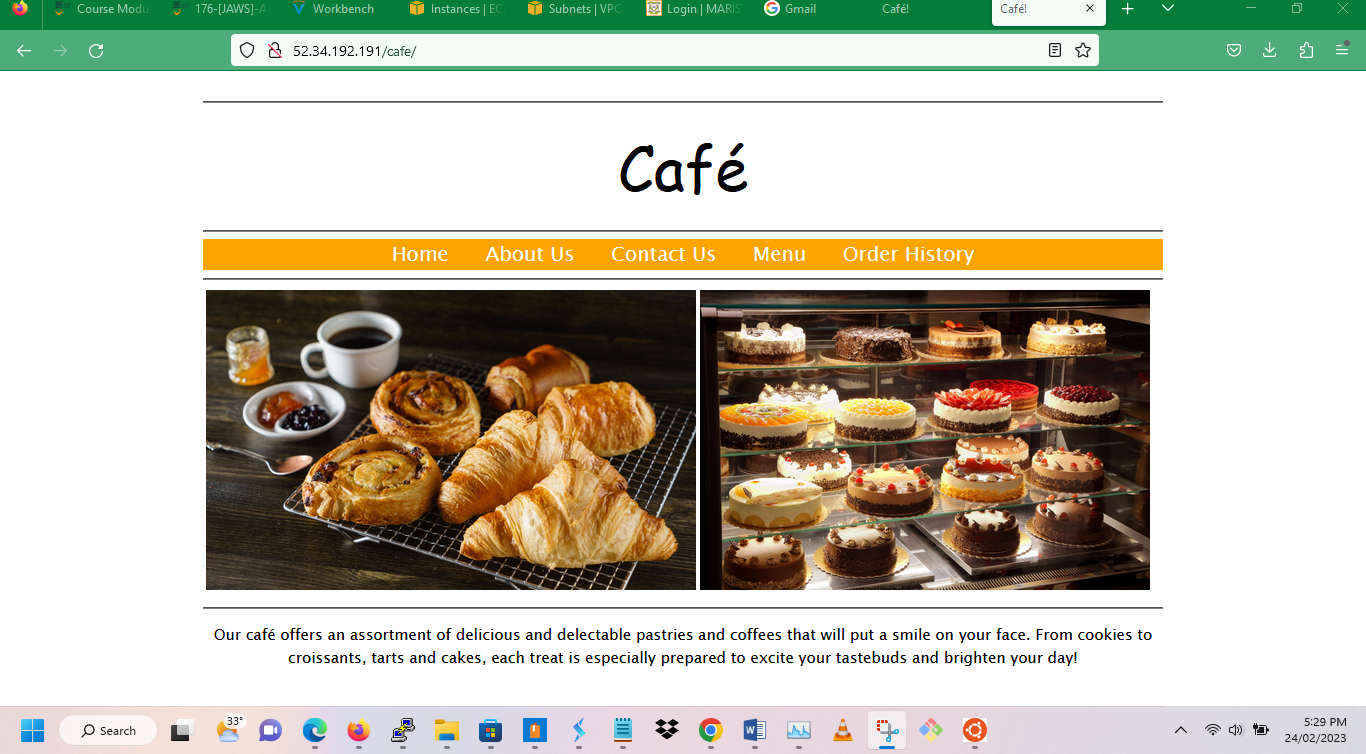 Course Modu
176-[JAWS]-A
Workbench
Instances | EC
Subnets | VPC
Login | MARIS
Gmail
Café!
Café!
52.34.192.191/cafe/
Café
Home About Us Contact Us Menu Order History
Our café offers an assortment of delicious and delectable pastries and coffees that will put a smile on your face. From cookies to
croissants, tarts and cakes, each treat is especially prepared to excite your tastebuds and brighten your day!
33°
Search
5:29 PM
24/02/2023